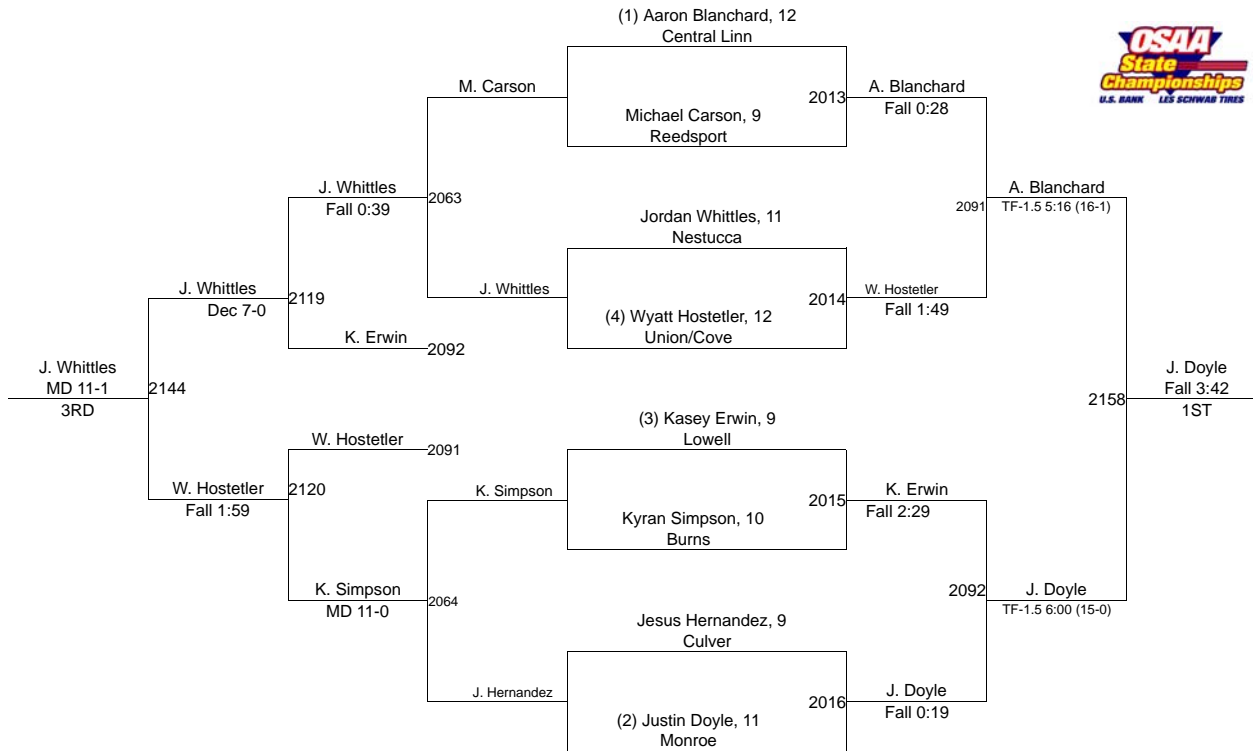 (1) Aaron Blanchard, 12
Central Linn
OSAA
State
Championships
U.S. BANK LES SCHWAB TIRES
M. Carson
2013
A. Blanchard
Fall 0:28
Michael Carson, 9
Reedsport
J. Whittles
Fall 0:39
2063
A. Blanchard
TF-1.5 5:16 (16-1)
2091
Jordan Whittles, 11
Nestucca
J. Whittles
Dec 7-0
2119
J. Whittles
2014
W. Hostetler
Fall 1:49
(4) Wyatt Hostetler, 12
Union/Cove
K. Erwin
2092
J. Whittles
MD 11-1
3RD
2144
2158
J. Doyle
Fall 3:42
1ST
(3) Kasey Erwin, 9
Lowell
W. Hostetler
2091
W. Hostetler
Fall 1:59
2120
K. Simpson
2015
K. Erwin
Fall 2:29
Kyran Simpson, 10
Burns
K. Simpson
MD 11-0
2064
2092
J. Doyle
TF-1.5 6:00 (15-0)
Jesus Hernandez, 9
Culver
J. Hernandez
2016
J. Doyle
Fall 0:19
(2) Justin Doyle, 11
Monroe